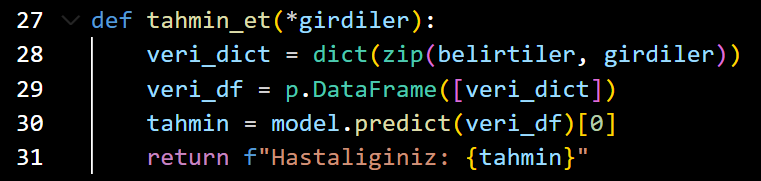 27 def tahmin_et(*girdiler):
28 veri_dict = dict(zip(belirtiler, girdiler))
29 veri_df = p.DataFrame([veri_dict])
30 tahmin = model.predict(veri_df)[0]
31 return f"Hastaliginiz: {tahmin}"